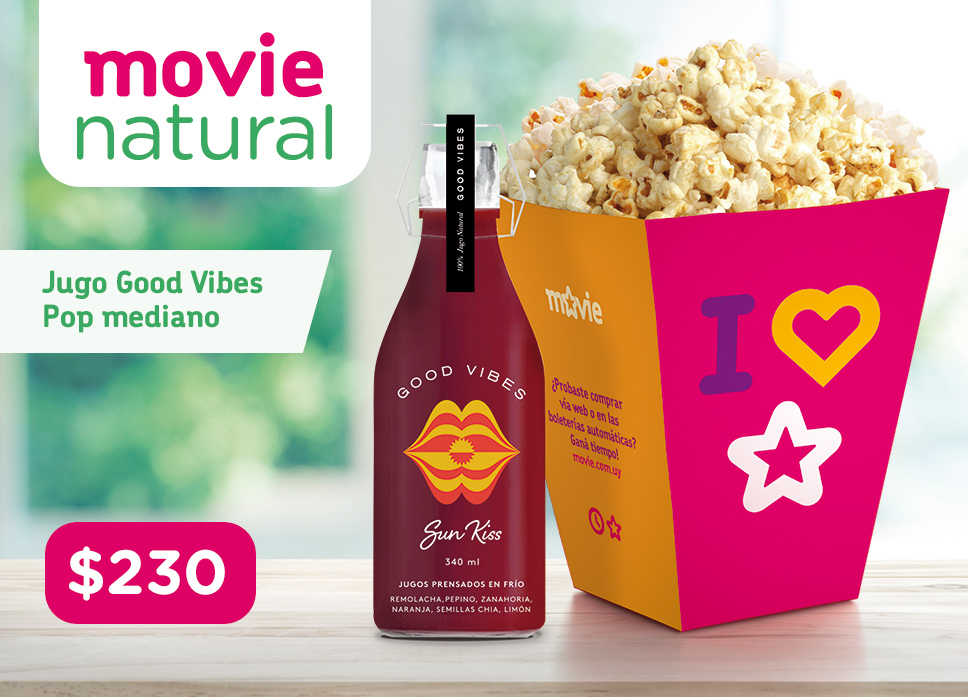 movie
natural
Jugo Good Vibes
Pop mediano
$230
GOOD VIBES
100% Jugo Natural
GOOD VIBES
Sun Kiss
340 ml
JUGOS PRENSADOS EN FRÍO
REMOLACHA, PEPINO, ZANAHORIA,
NARANJA, SEMILLAS CHIA, LIMÓN
movie
¿Probaste comprar
vía web o en las
boleterías automáticas?
Ganá tiempo!
movie.com.uy
I